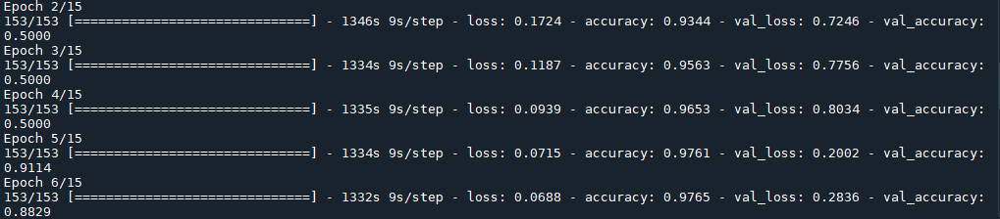 Epoch 2/15
153/153 [==============================] - 1346s 9s/step - loss: 0.1724 - accuracy: 0.9344 - val_loss: 0.7246 - val_accuracy:
0.5000
Epoch 3/15
153/153 [==============================] - 1334s 9s/step - loss: 0.1187 - accuracy: 0.9563 - val_loss: 0.7756 - val_accuracy:
0.5000
Epoch 4/15
153/153 [==============================] - 1335s 9s/step - loss: 0.0939 - accuracy: 0.9653 - val_loss: 0.8034 - val_accuracy:
0.5000
Epoch 5/15
153/153 [==============================] - 1334s 9s/step - loss: 0.0715 - accuracy: 0.9761 - val_loss: 0.2002 - val_accuracy:
0.9114
Epoch 6/15
153/153 [==============================] - 1332s 9s/step - loss: 0.0688 - accuracy: 0.9765 - val_loss: 0.2836 - val_accuracy:
0.8829